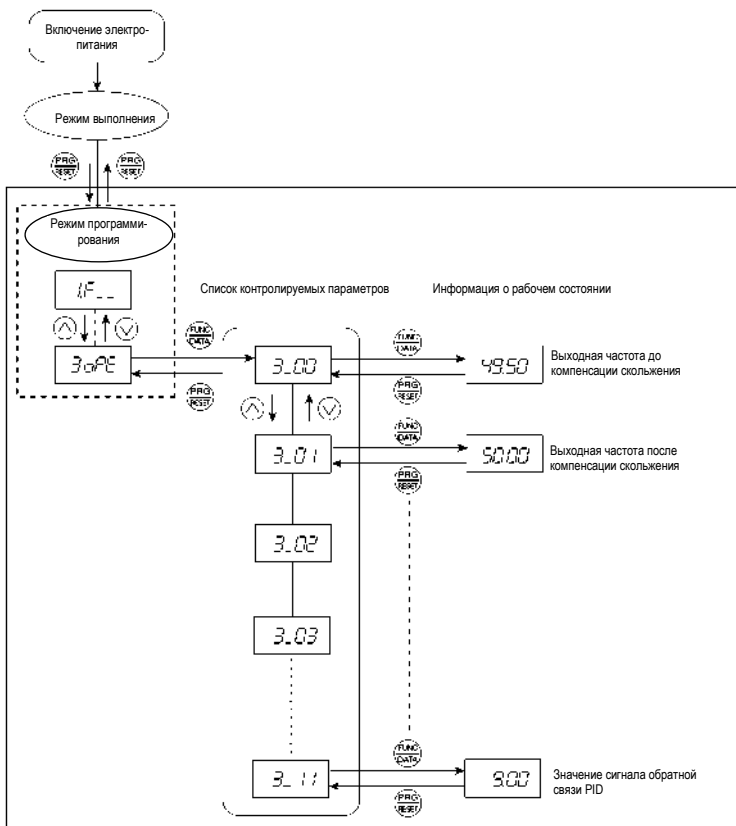 Включение электро-
питания
Режим выполнения
PRG
RESET
PRG
RESET
Режим программи-
рования
1.F_ _
Список контролируемых параметров
Информация о рабочем состоянии
FUNC
DATA
FUNC
DATA
3.oPE
3_00
49.50
Выходная частота до
компенсации скольжения
PRG
RESET
PRG
RESET
FUNC
DATA
3_01
50.00
Выходная частота после
компенсации скольжения
PRG
RESET
3_02
3_03
FUNC
DATA
3_11
9.00
Значение сигнала обратной
связи PID
PRG
RESET